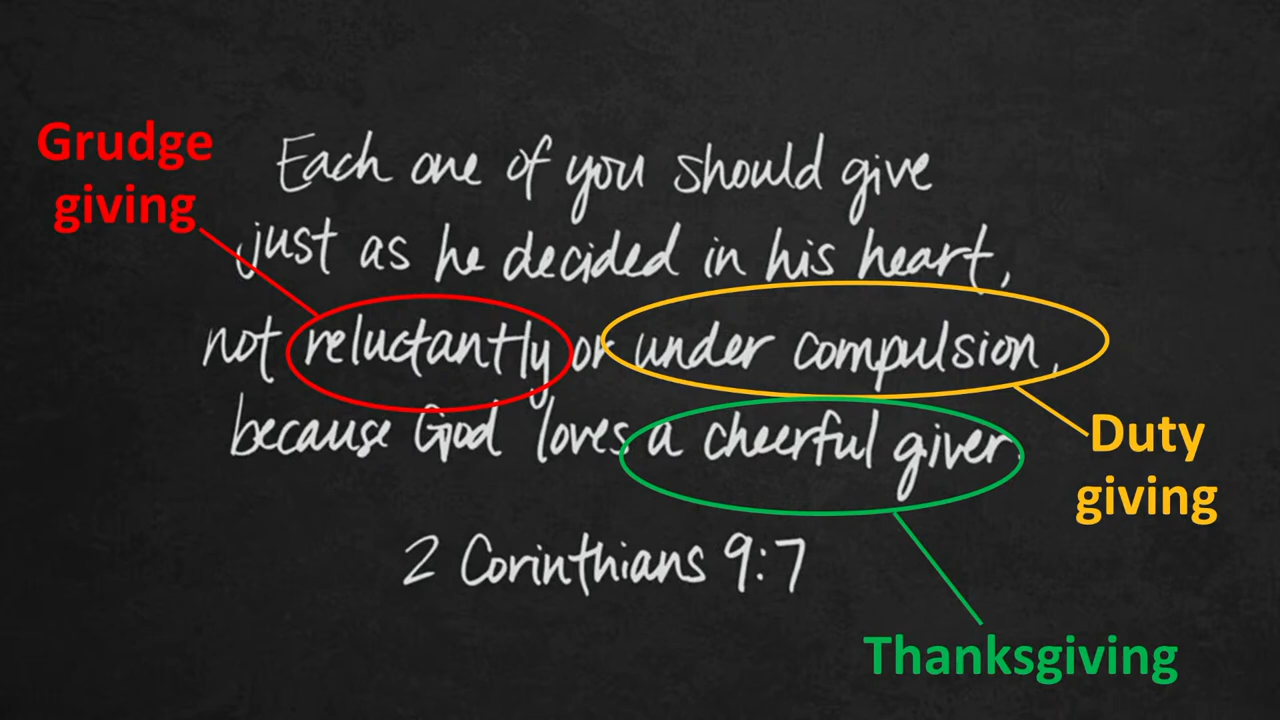 Grudge
giving
Each one of you should give
just as he decided in his heart,
not reluctantly or under compulsion,
because God loves a cheerful giver.
2 Corinthians 9:7
Duty
giving
Thanksgiving